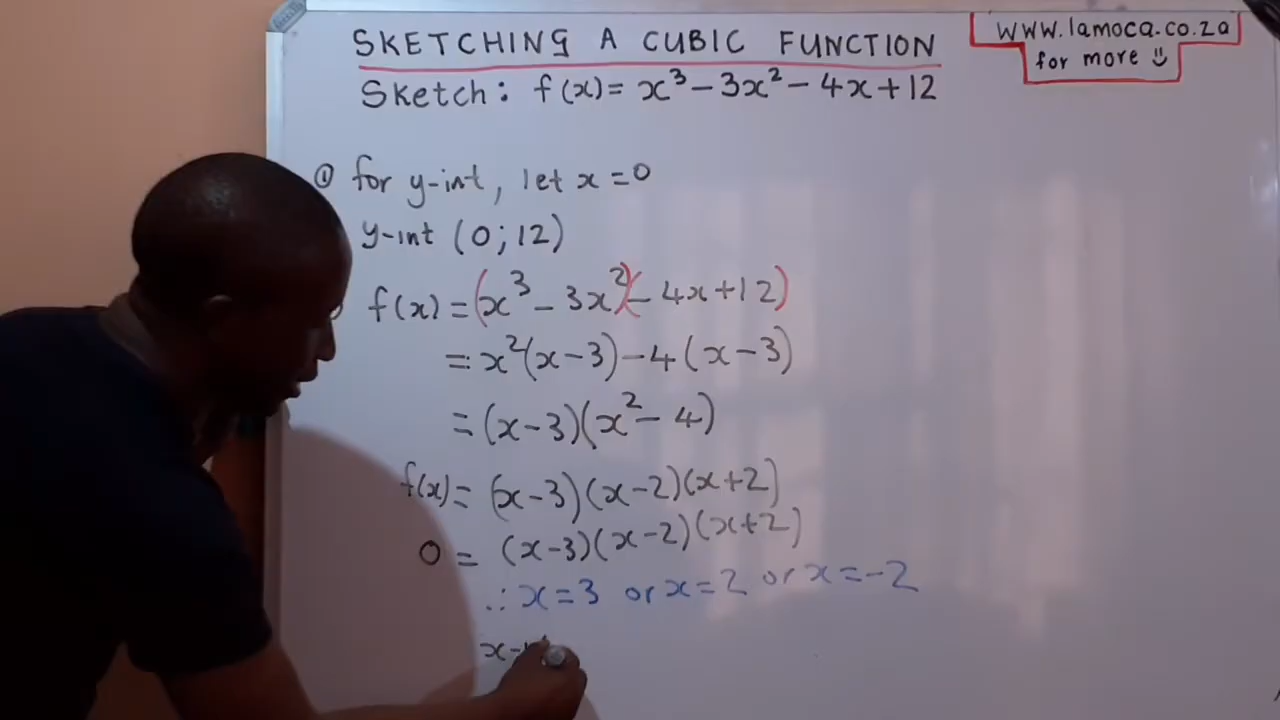 SKETCHING A CUBIC FUNCTION
www.lamoca.co.za
for more
Sketch: f(x) = x³ - 3x² - 4x + 12
① for y-int, let x = 0
y-int (0; 12)
f(x) = (x³ - 3x²)(- 4x + 12)
= x²(x - 3) - 4(x - 3)
= (x - 3)(x² - 4)
f(x) = (x - 3)(x - 2)(x + 2)
0 = (x - 3)(x - 2)(x + 2)
∴ x = 3 or x = 2 or x = -2
x-